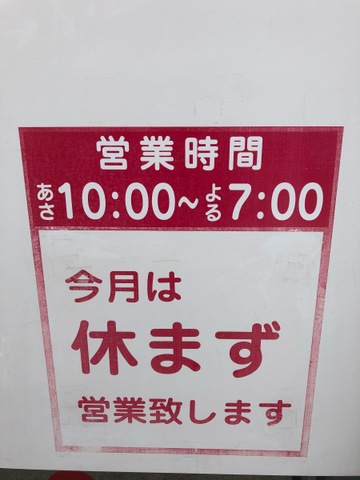 営業時間
あさ10:00~よる7:00
今月は
休まず
営業致します